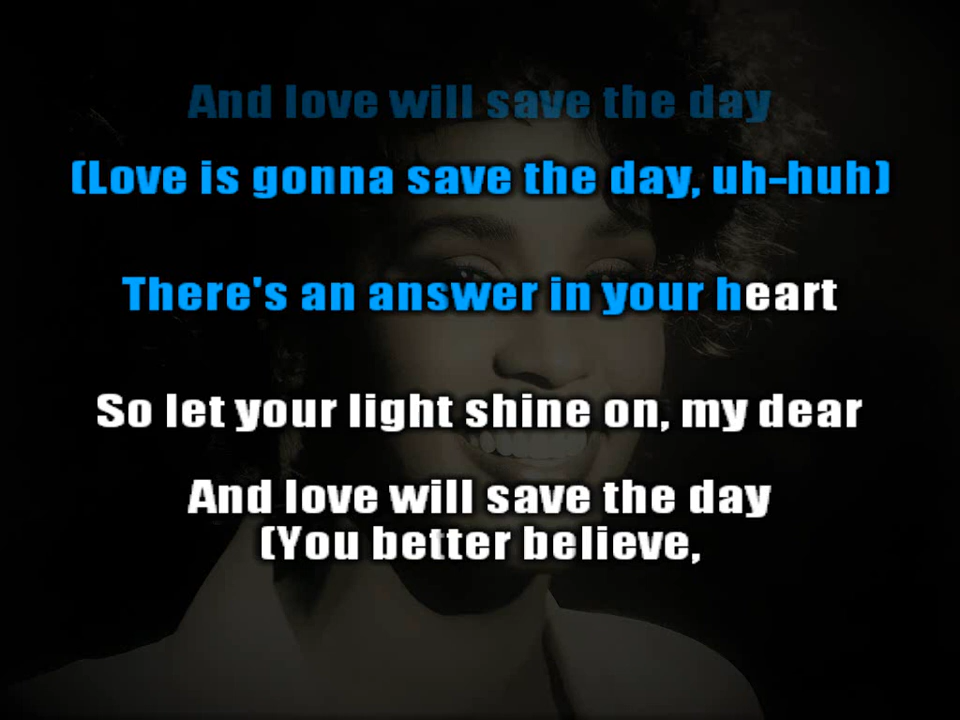 And love will save the day
(Love is gonna save the day, uh-huh)
There's an answer in your heart
So let your light shine on, my dear
And love will save the day
(You better believe,